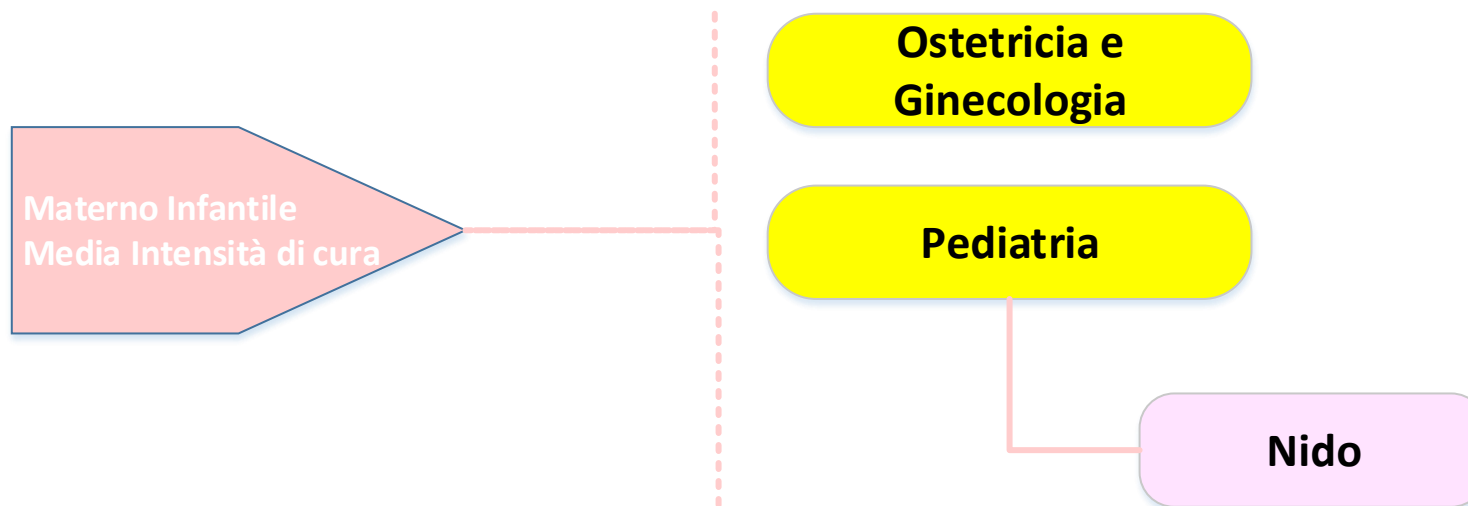 Ostetricia e
Ginecologia
Materno Infantile
Media Intensità di cura
Pediatria
Nido